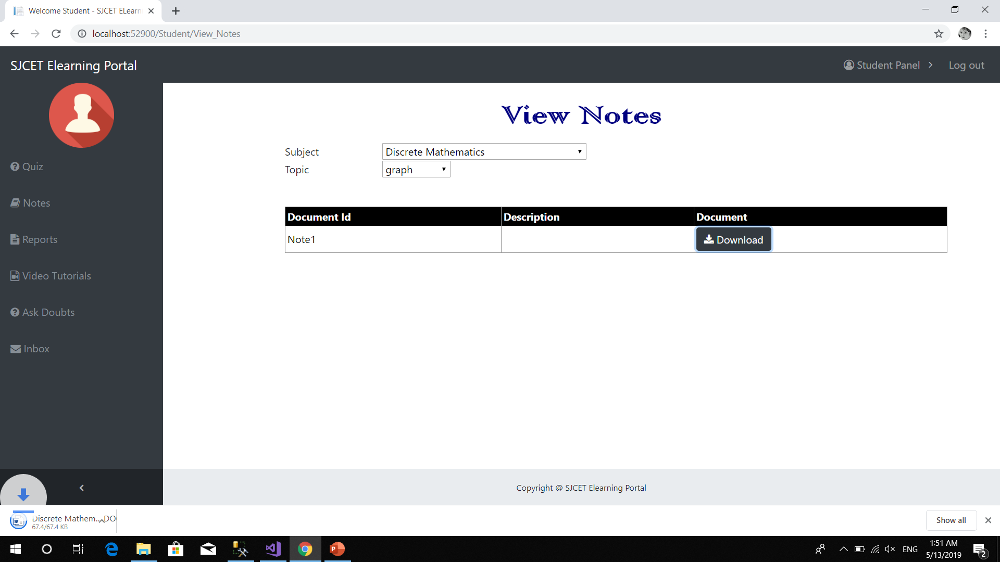 Welcome Student - SJCET ELearn
localhost:52900/Student/View_Notes
SJCET Elearning Portal
Student Panel
Log out
View Notes
Quiz
Notes
Reports
Video Tutorials
Ask Doubts
Inbox
Subject
Discrete Mathematics
Topic
graph
Document Id Description Document
Note1 Download
Copyright @ SJCET Elearning Portal
Discrete Mathem....DO
67.4/67.4 KB
Show all
ENG
1:51 AM
5/13/2019
2